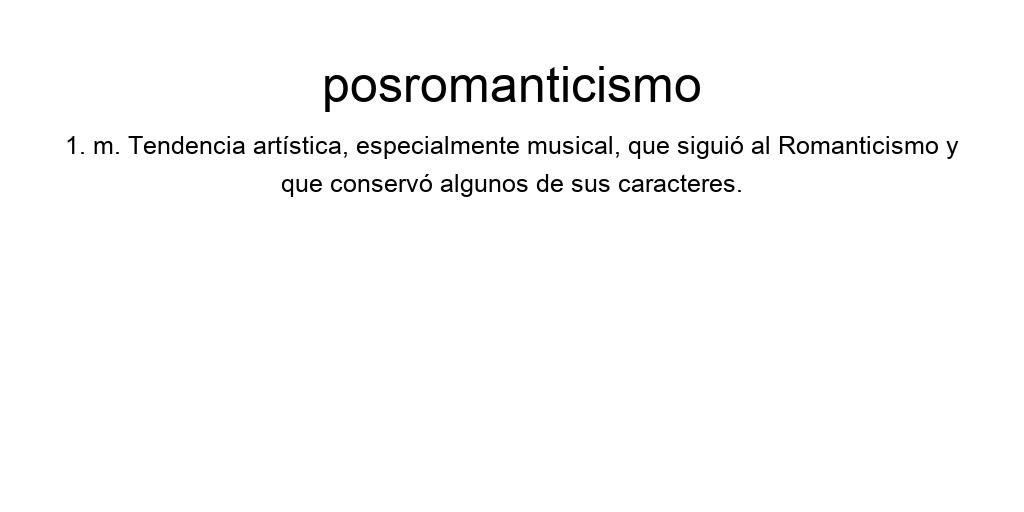 posromanticismo
1. m. Tendencia artística, especialmente musical, que siguió al Romanticismo y
que conservó algunos de sus caracteres.